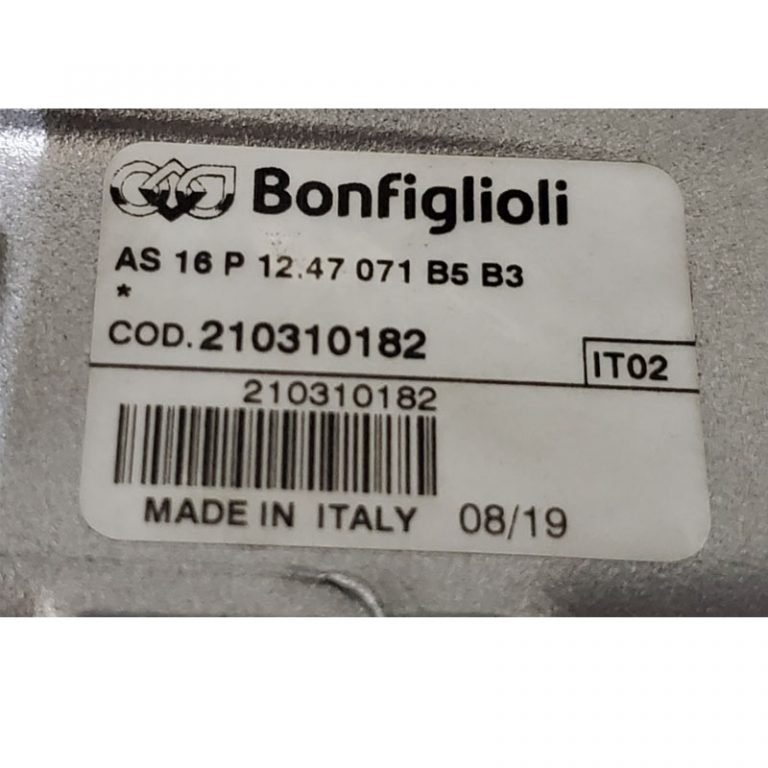 Bonfiglioli
AS 16 P 12.47 071 B5 B3
*
COD. 210310182
IT02
210310182
MADE IN ITALY 08/19